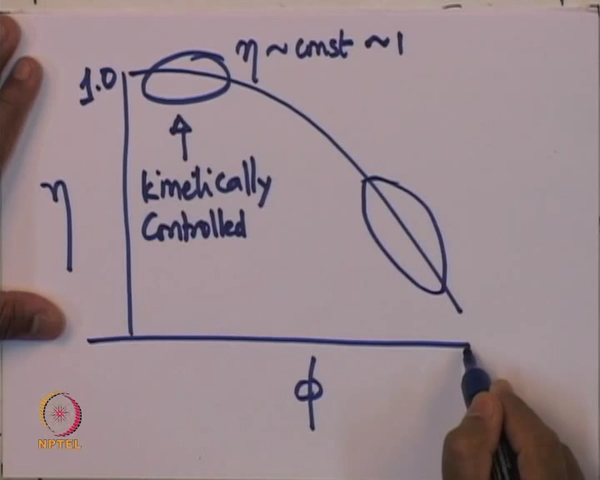 η ~ const ~ 1
1.0
kinetically
Controlled
η
ϕ
NPTEL